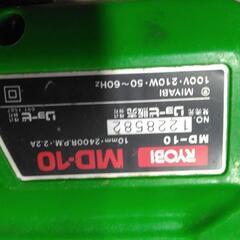 RYOBI MD-10
MD-10
10mm・2400R.P.M.・2.2A
NO. 1228582
MIYABI
100V・210W・50～60Hz